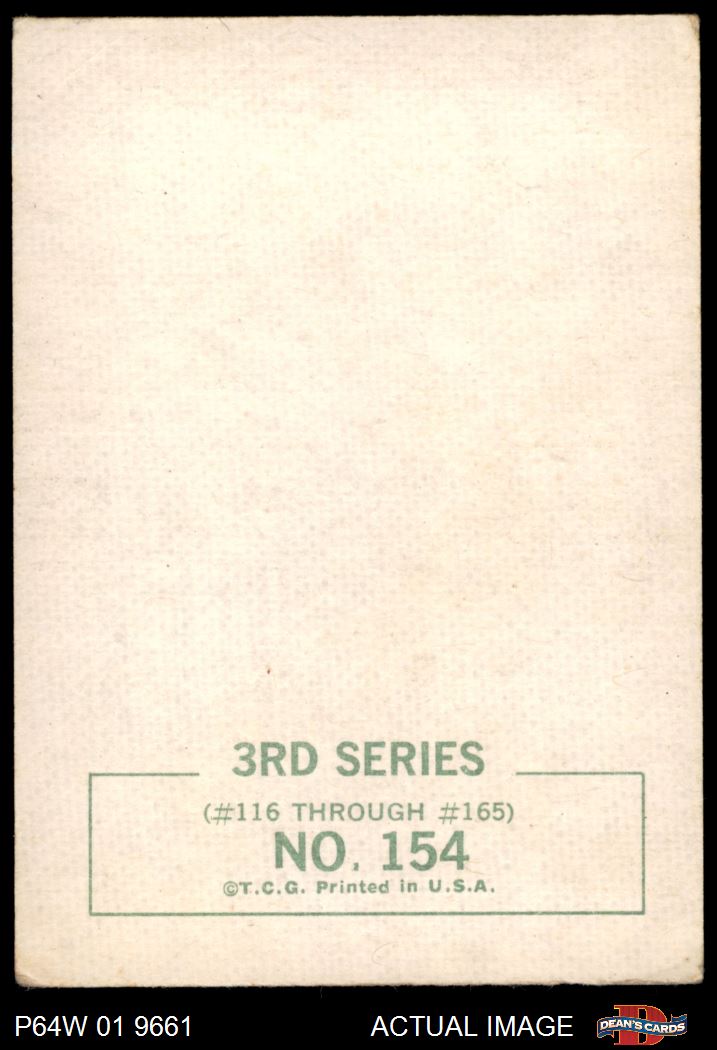 3RD SERIES
(#116 THROUGH #165)
NO. 154
©T.C.G. Printed in U.S.A.
P64W 01 9661
ACTUAL IMAGE
DEAN'S CARDS